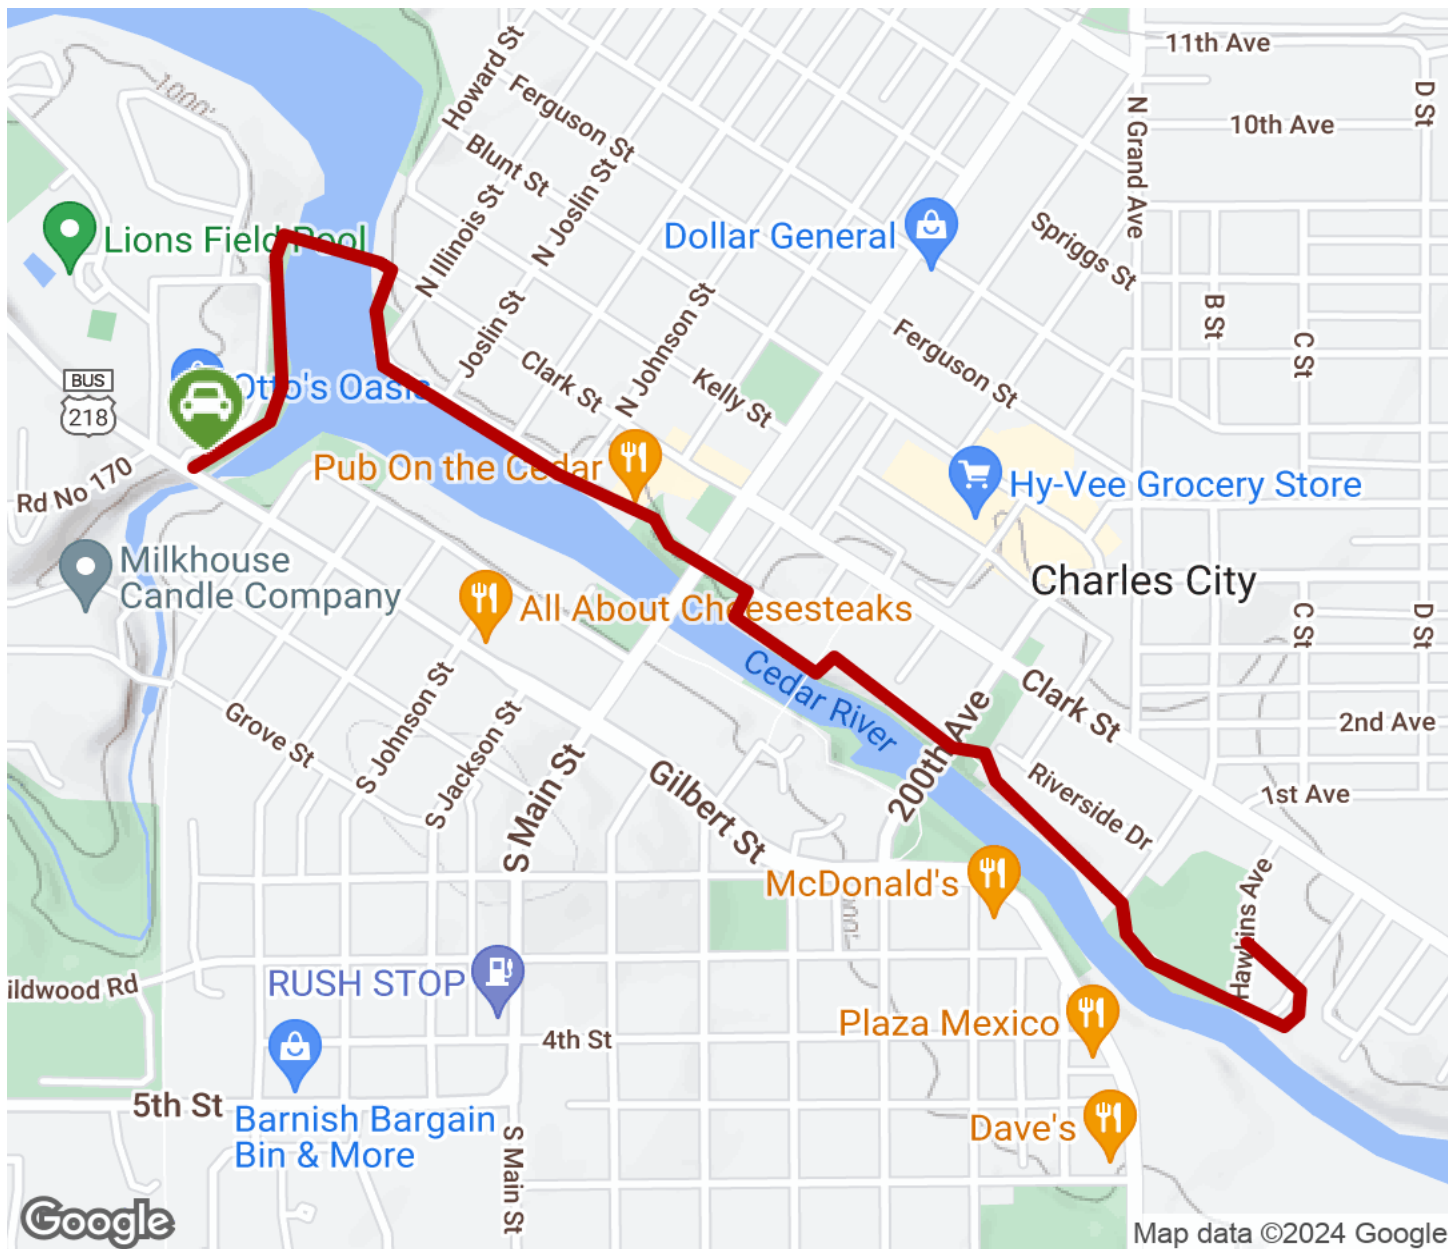 11th Ave
D St
10th Ave
N Grand Ave
Howard St
Ferguson St
Blunt St
1000'
N Joslin St
N Illinois St
Lions Field Pool
Dollar General
Spriggs St
B St
C St
Joslin St
N Johnson St
Ferguson St
Clark St
Kelly St
BUS
218
Otto's Oasis
Rd No 170
Pub On the Cedar
Hy-Vee Grocery Store
Milkhouse
Candle Company
Charles City
All About Cheesesteaks
C St
D St
Cedar River
Clark St
2nd Ave
Grove St
S Johnson St
S Jackson St
S Main St
Gilbert St
200th Ave
Riverside Dr
1st Ave
McDonald's
Hawkins Ave
ildwood Rd
RUSH STOP
Plaza Mexico
4th St
5th St
Barnish Bargain
Bin & More
Dave's
S Main St
Google
Map data ©2024 Google